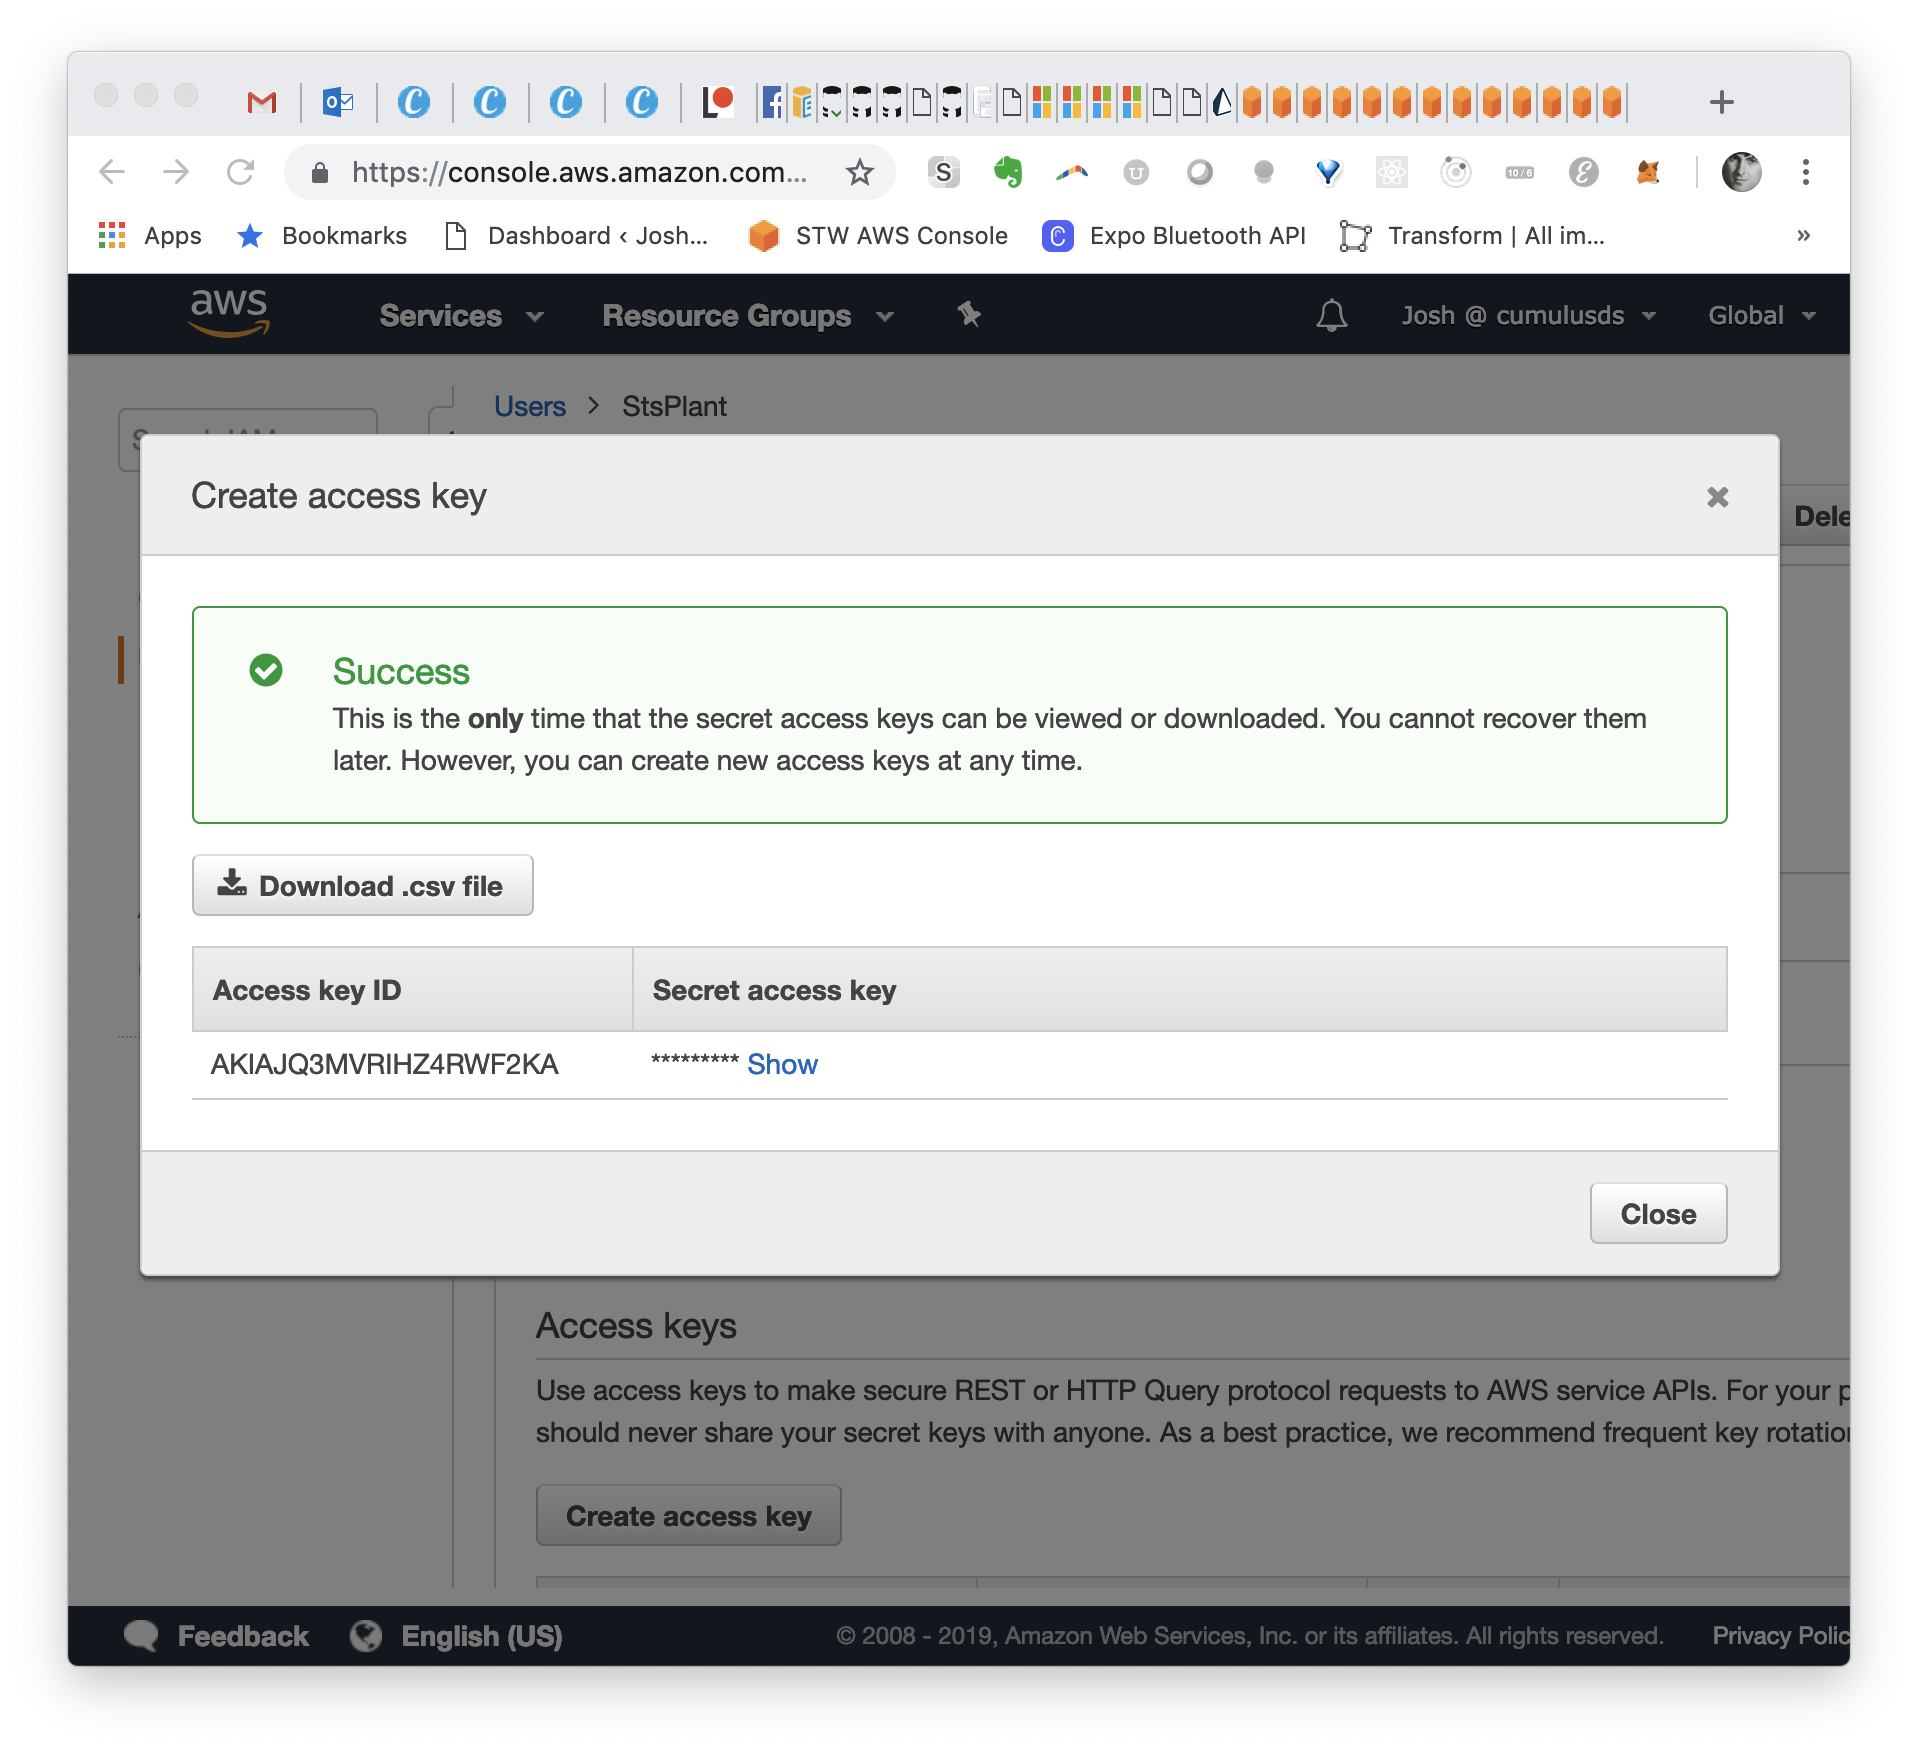 https://console.aws.amazon.com...
S
10 / 6
Apps
Bookmarks
Dashboard ‹ Josh...
STW AWS Console
Expo Bluetooth API
Transform | All im...
»
aws
Services
Resource Groups
Josh @ cumulusds
Global
Users > StsPlant
Create access key
Dele
Success
This is the only time that the secret access keys can be viewed or downloaded. You cannot recover them
later. However, you can create new access keys at any time.
Download .csv file
Access key ID
Secret access key
AKIAJQ3MVRIHZ4RWF2KA
********* Show
Close
Access keys
Use access keys to make secure REST or HTTP Query protocol requests to AWS service APIs. For your p
should never share your secret keys with anyone. As a best practice, we recommend frequent key rotation
Create access key
Feedback
English (US)
© 2008 - 2019, Amazon Web Services, Inc. or its affiliates. All rights reserved.
Privacy Polic